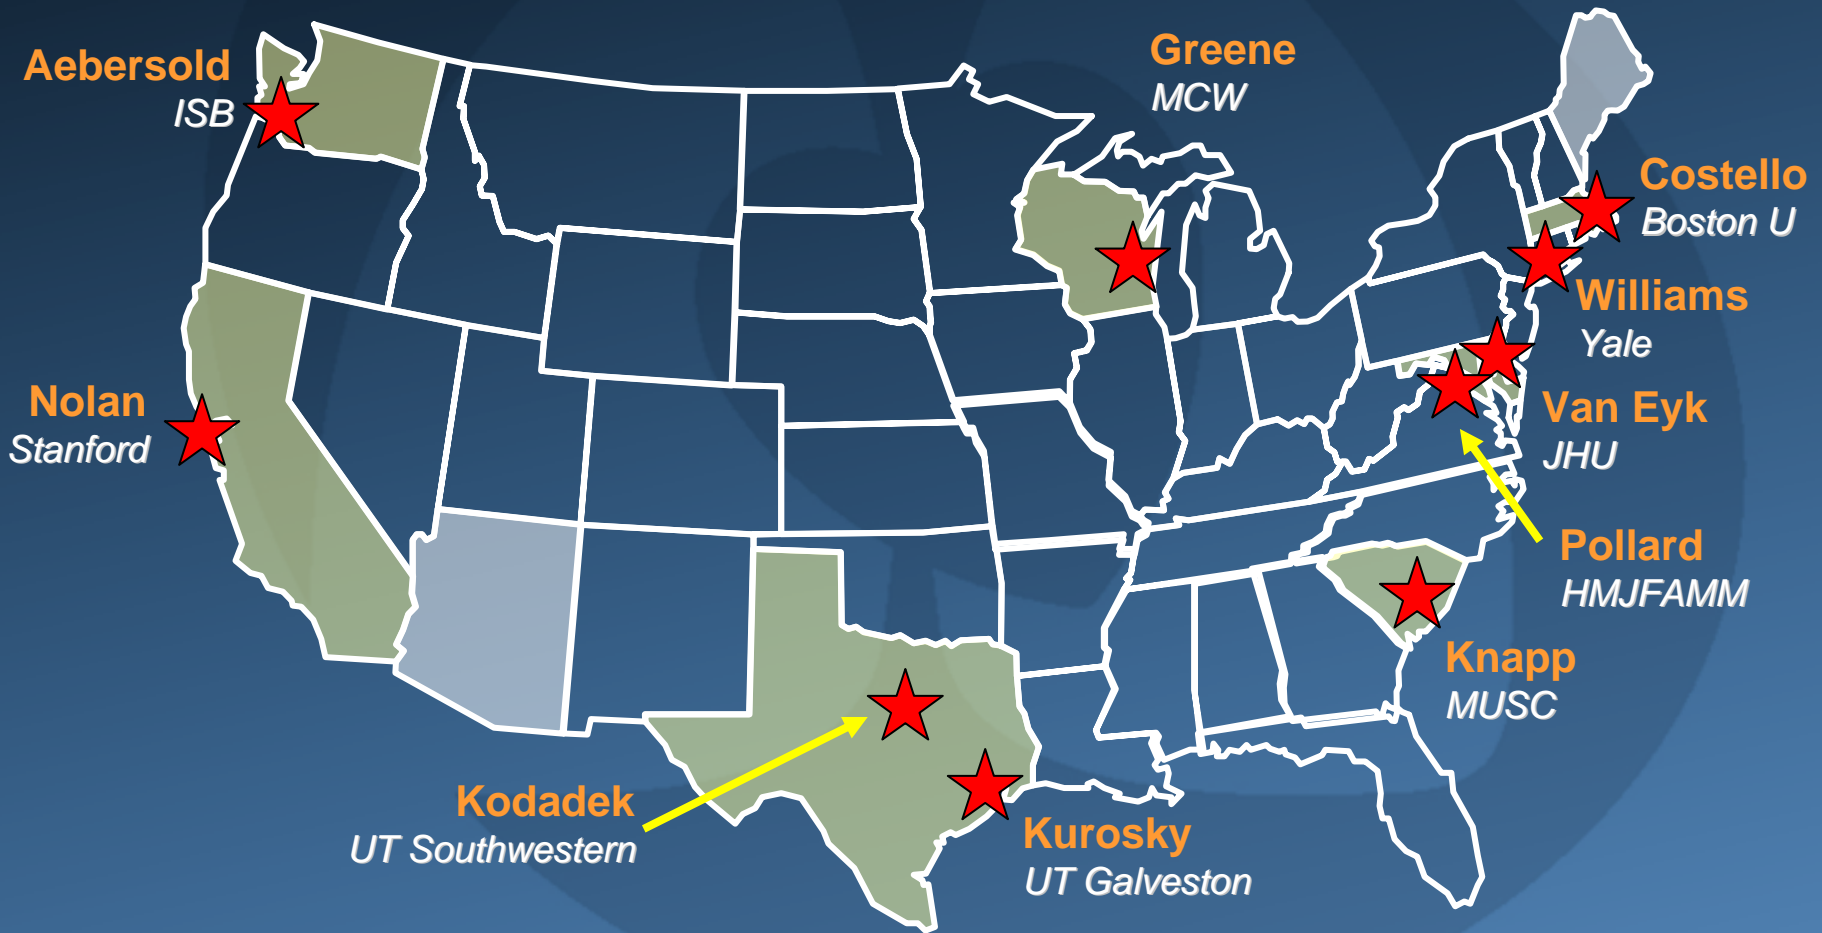 Aebersold
ISB
Greene
MCW
Costello
Boston U
Williams
Yale
Nolan
Stanford
Van Eyk
JHU
Pollard
HMJFAMM
Knapp
MUSC
Kodadek
UT Southwestern
Kurosky
UT Galveston